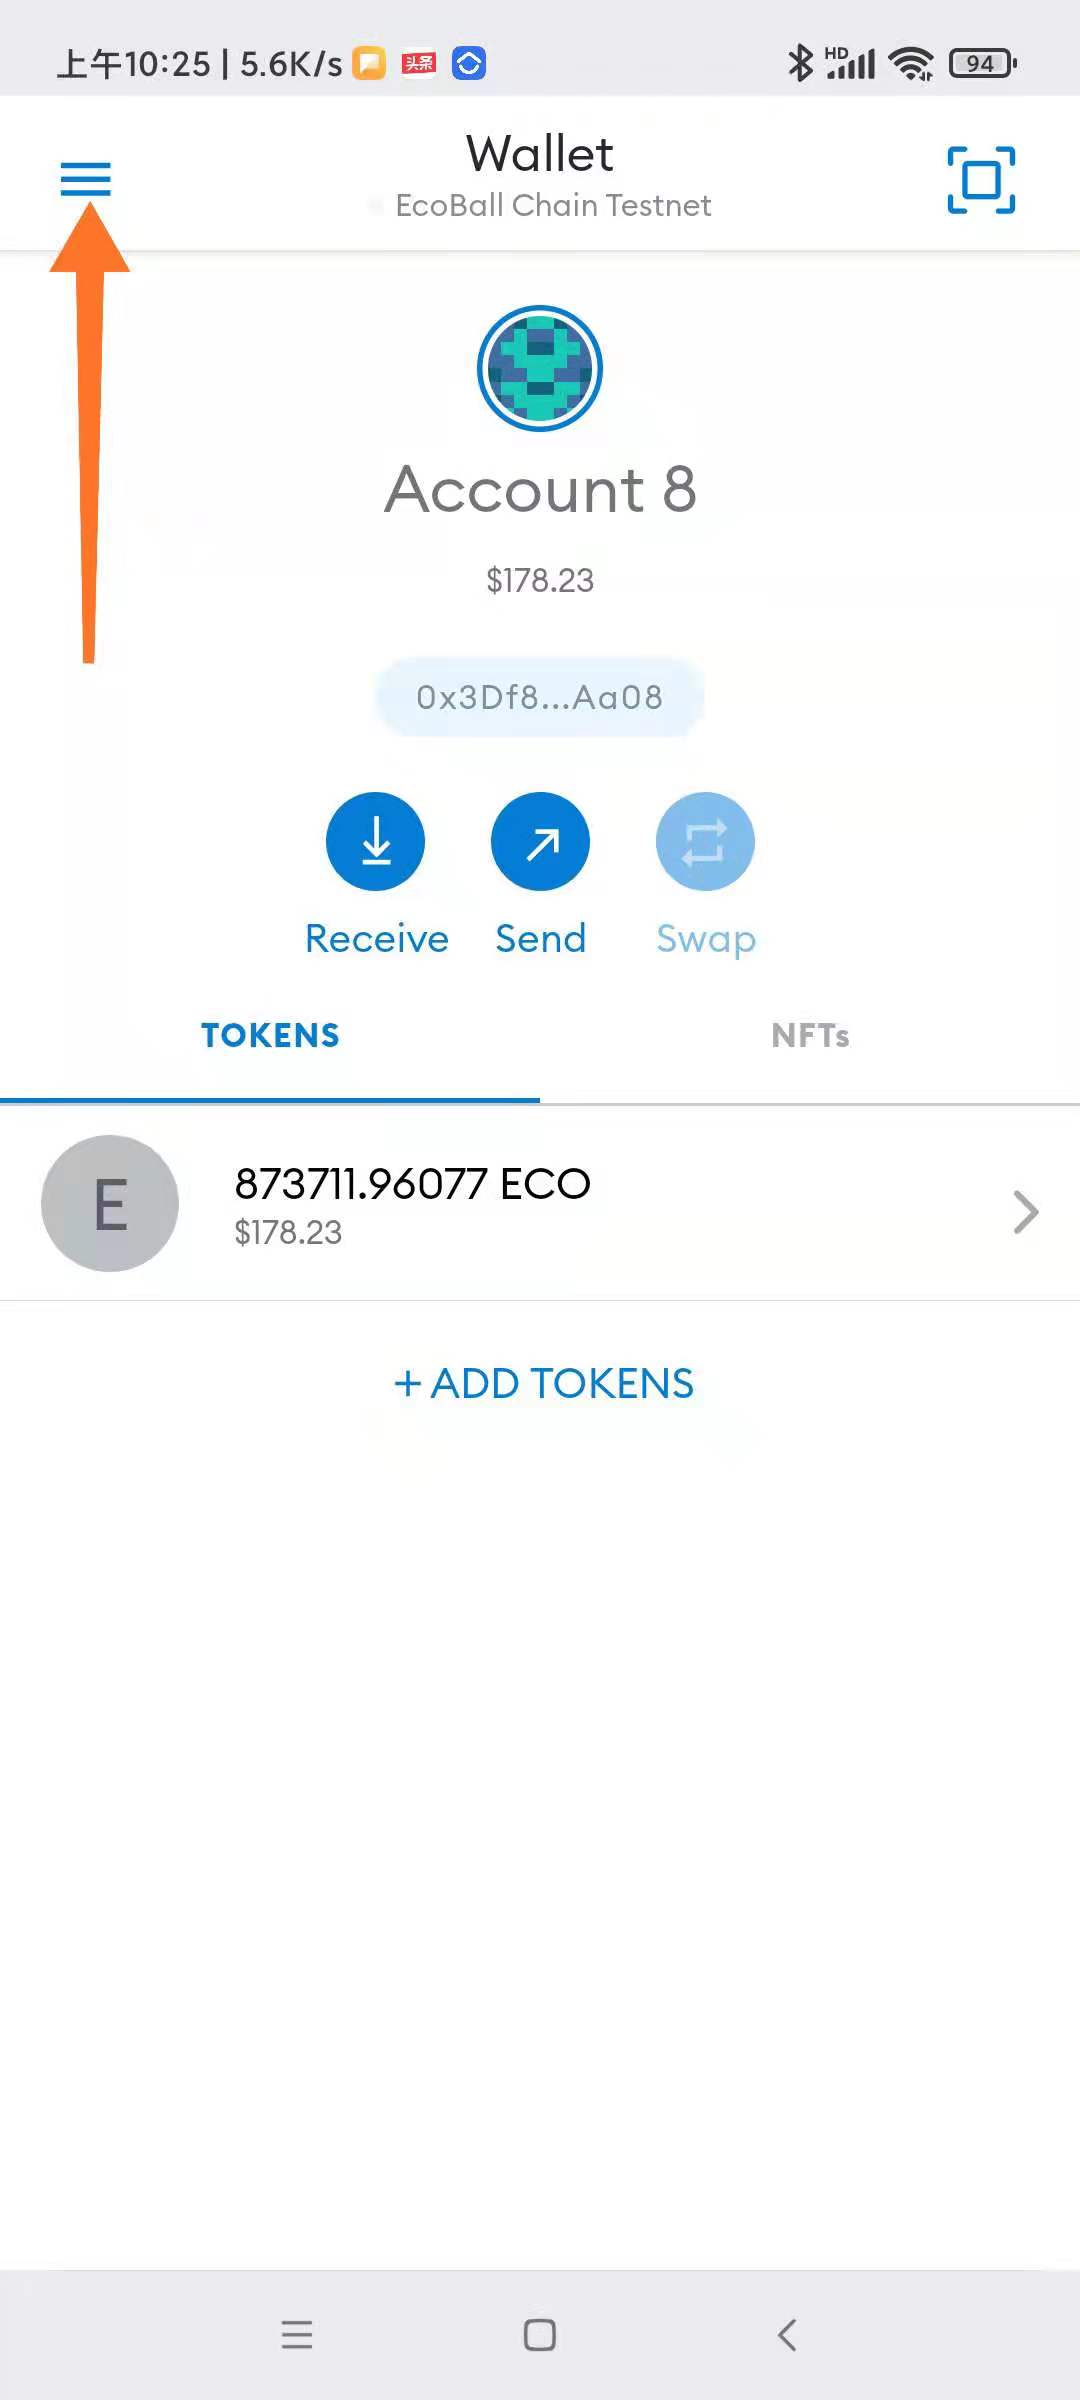 上午10:25 | 5.6K/s 头条 HD 94
Wallet
EcoBall Chain Testnet
Account 8
$178.23
0x3Df8...Aa08
Receive Send Swap
TOKENS NFTs
E
873711.96077 ECO
$178.23
+ ADD TOKENS